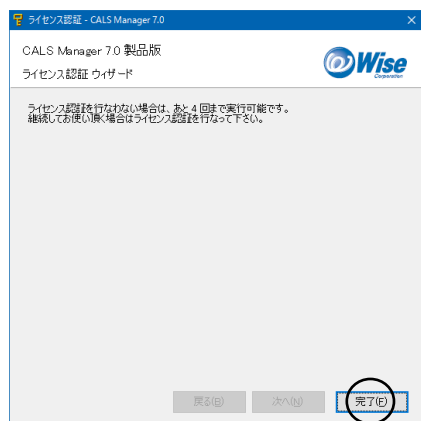 ライセンス認証 - CALS Manager 7.0
CALS Manager 7.0 製品版
ライセンス認証 ウィザード
Wise
Corporation
ライセンス認証を行なわない場合は、あと 4 回まで実行可能です。
継続してお使い頂く場合はライセンス認証を行なって下さい。
戻る(B) 次へ(N) 完了(F)